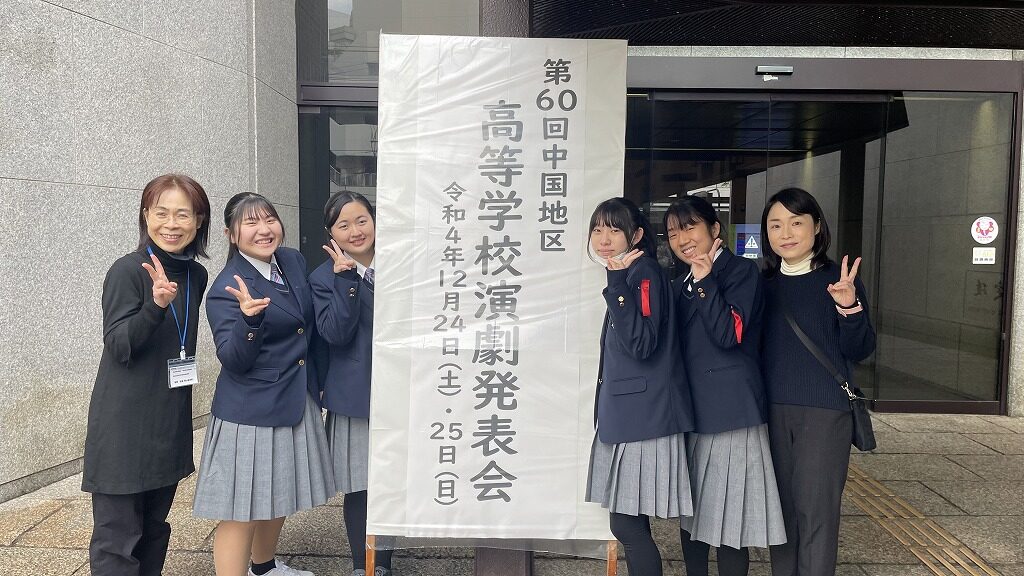 第60回中国地区
高等学校演劇発表会
令和4年12月24日(土)・25日(日)